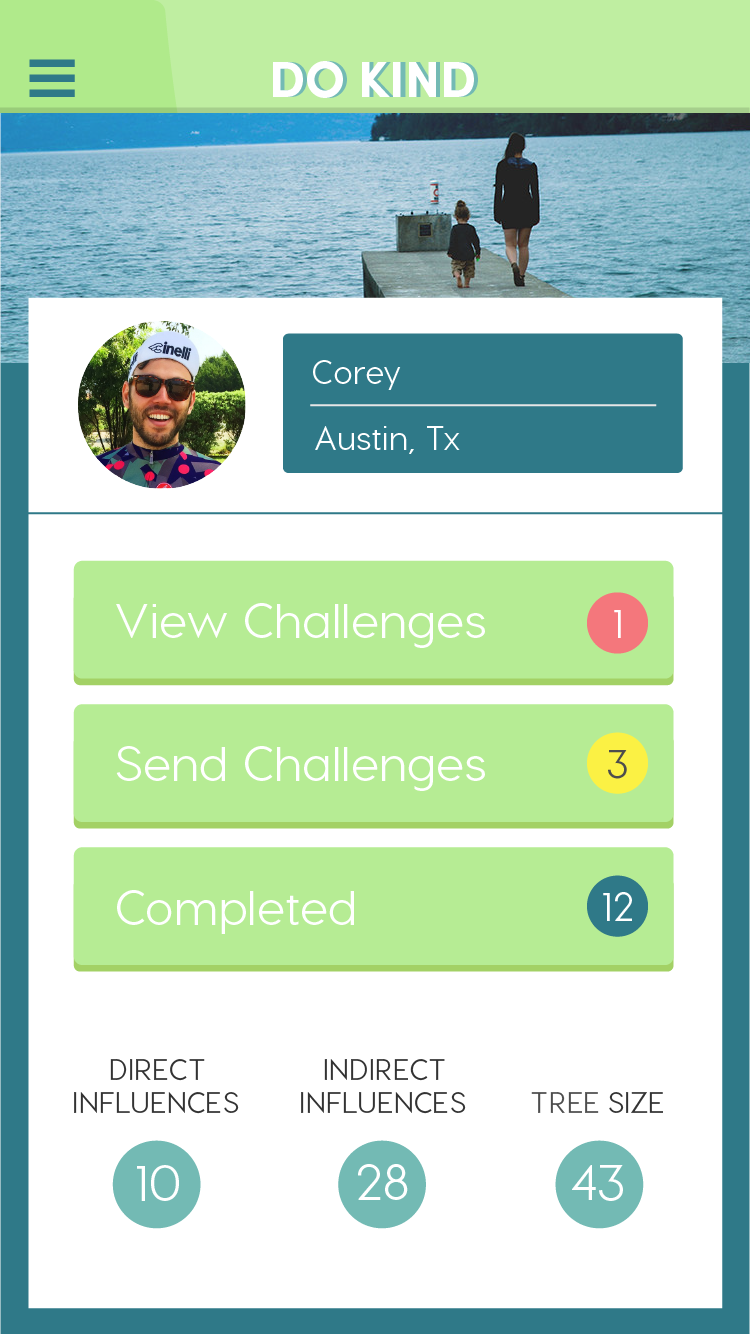 DO KIND
cinelli
Corey
Austin, Tx
View Challenges
1
Send Challenges
3
Completed
12
DIRECT
INFLUENCES
10
INDIRECT
INFLUENCES
28
TREE SIZE
43